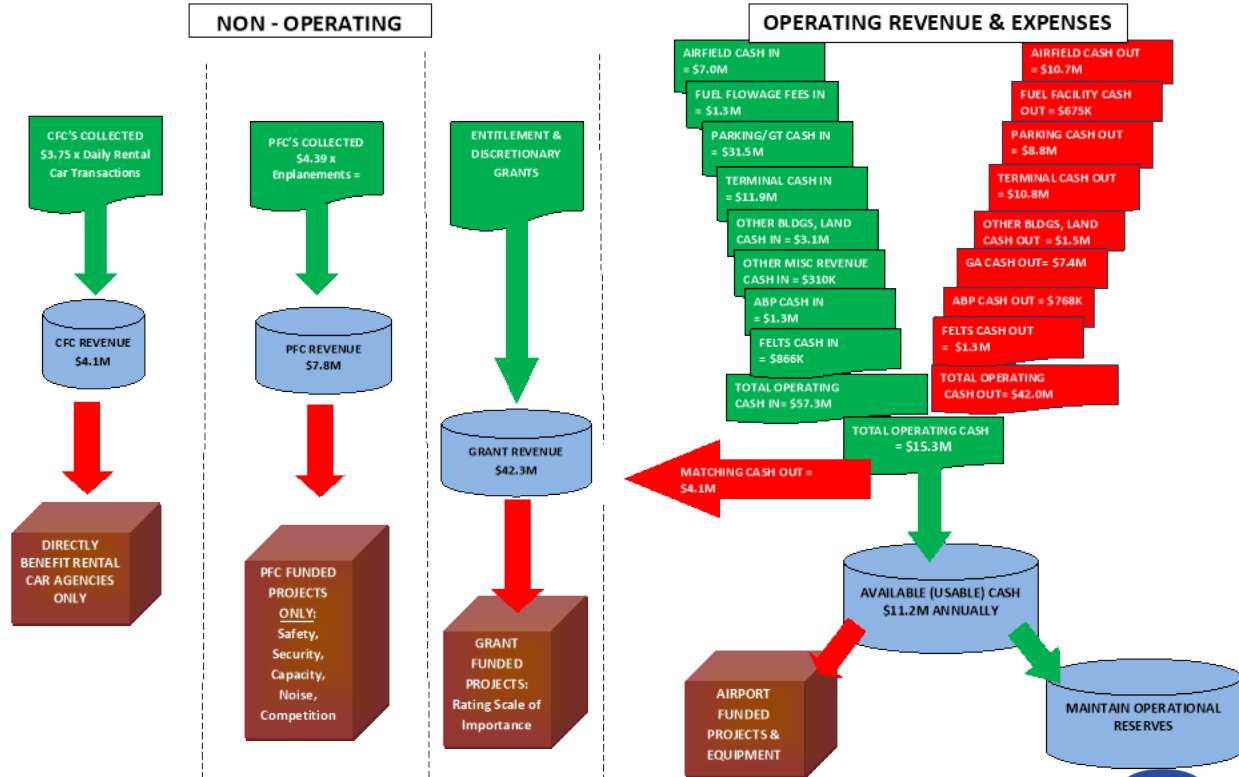 NON - OPERATING
CFC'S COLLECTED
$3.75 x Daily Rental
Car Transactions
CFC REVENUE
$4.1M
DIRECTLY
BENEFIT RENTAL
CAR AGENCIES
ONLY
PFC'S COLLECTED
$4.39 x
Enplanements =
PFC REVENUE
$7.8M
PFC FUNDED
PROJECTS
ONLY:
Safety,
Security,
Capacity,
Noise,
Competition
ENTITLEMENT &
DISCRETIONARY
GRANTS
GRANT REVENUE
$42.3M
GRANT
FUNDED
PROJECTS:
Rating Scale of
Importance
OPERATING REVENUE & EXPENSES
AIRFIELD CASH IN
= $7.0M
FUEL FLOWAGE FEES IN
= $1.3M
PARKING/GT CASH IN
= $31.5M
TERMINAL CASH IN
= $11.9M
OTHER BLDGS, LAND
CASH IN = $3.1M
OTHER MISC REVENUE
CASH IN = $310K
ABP CASH IN
= $1.3M
FELTS CASH IN
= $866K
TOTAL OPERATING
CASH IN= $57.3M
AIRFIELD CASH OUT
= $10.7M
FUEL FACILITY CASH
OUT = $675K
PARKING CASH OUT
= $8.8M
TERMINAL CASH OUT
= $10.8M
OTHER BLDGS, LAND
CASH OUT = $1.5M
GA CASH OUT= $7.4M
ABP CASH OUT = $768K
FELTS CASH OUT
= $1.3M
TOTAL OPERATING
CASH OUT= $42.0M
TOTAL OPERATING CASH
= $15.3M
MATCHING CASH OUT =
$4.1M
AVAILABLE (USABLE) CASH
$11.2M ANNUALLY
AIRPORT
FUNDED
PROJECTS &
EQUIPMENT
MAINTAIN OPERATIONAL
RESERVES